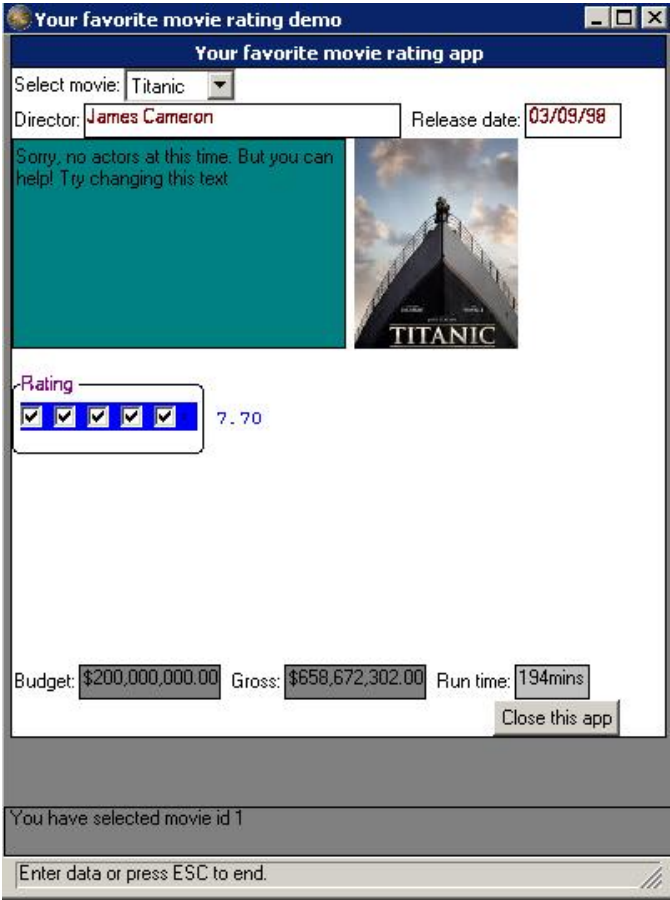 Your favorite movie rating demo
Your favorite movie rating app
Select movie: Titanic
Director: James Cameron Release date: 03/09/98
Sorry, no actors at this time. But you can
help! Try changing this text
TITANIC
Rating
7.70
Budget: $200,000,000.00 Gross: $658,672,302.00 Run time: 194mins
Close this app
You have selected movie id 1
Enter data or press ESC to end.